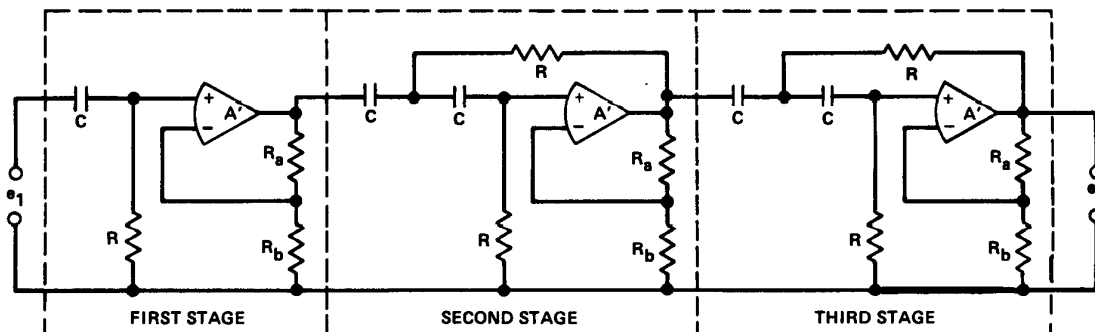 R
R
+
A'
−
C
+
A'
−
C
C
+
A'
−
C
C
Ra
Ra
Ra
e1
e
R
Rb
R
Rb
R
Rb
FIRST STAGE
SECOND STAGE
THIRD STAGE